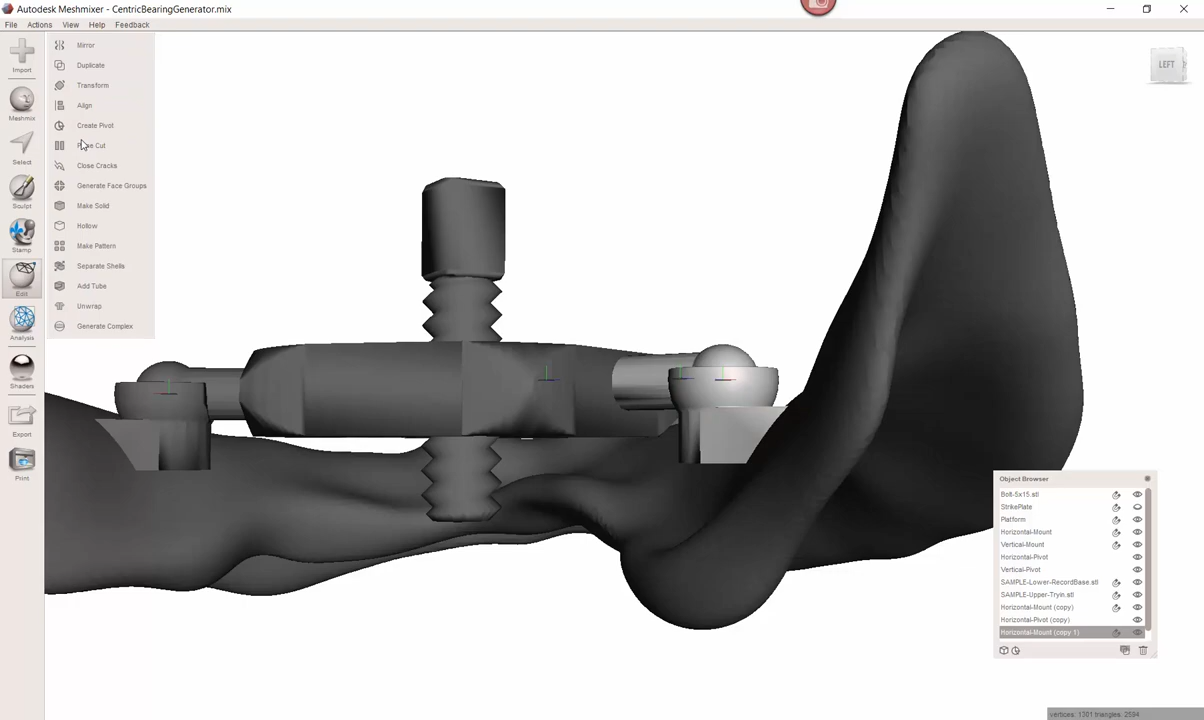 Autodesk Meshmixer - CentricBearingGenerator.mix
File Actions View Help Feedback
Import
Meshmix
Select
Sculpt
Stamp
Edit
Analysis
Shaders
Export
Print
Mirror
Duplicate
Transform
Align
Create Pivot
Cut
Close Cracks
Generate Face Groups
Make Solid
Hollow
Make Pattern
Separate Shells
Add Tube
Unwrap
Generate Complex
LEFT
Object Browser
Bolt-5x15.stl
StrikePlate
Platform
Horizontal-Mount
Vertical-Mount
Horizontal-Pivot
Vertical-Pivot
SAMPLE-Lower-RecordBase.stl
SAMPLE-Upper-Tryin.stl
Horizontal-Mount (copy)
Horizontal-Pivot (copy)
Horizontal-Mount (copy 1)
vertices: 1301 triangles: 2594